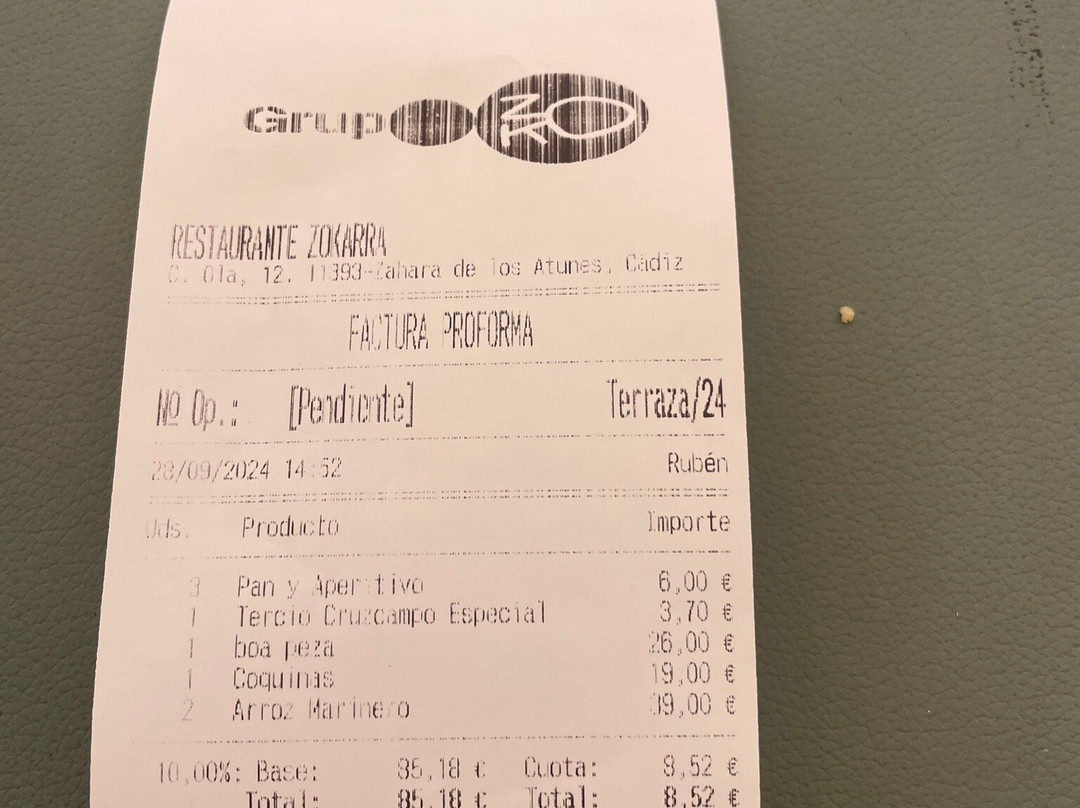 Grupo ZOKO
RESTAURANTE ZOKARRA
C. Ola, 12. 11393-Zahara de los Atunes. Cádiz
FACTURA PROFORMA
Nº Op.: [Pendiente] Terraza/24
28/09/2024 14:52 Rubén
Uds. Producto Importe
3 Pan y Aperitivo 6,00 €
1 Tercio Cruzcampo Especial 3,70 €
1 boa peza 26,00 €
1 Coquinas 19,00 €
2 Arroz Marinero 39,00 €
10,00%: Base: 85,18 € Cuota: 8,52 €
Total: 85,18 € Total: 8,52 €